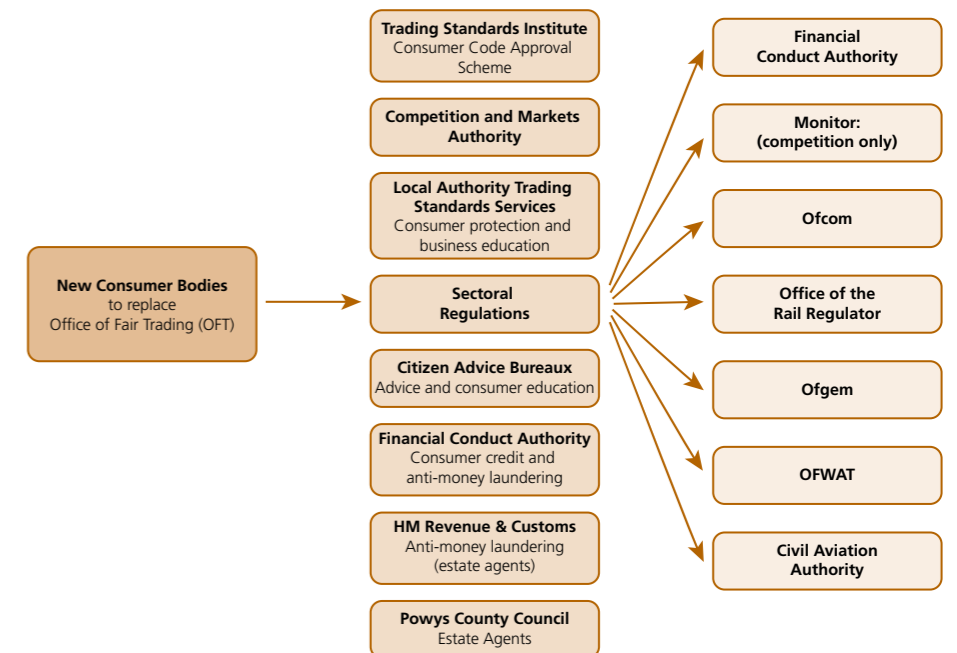 New Consumer Bodies
to replace
Office of Fair Trading (OFT)
Trading Standards Institute
Consumer Code Approval
Scheme
Competition and Markets
Authority
Local Authority Trading
Standards Services
Consumer protection and
business education
Sectoral
Regulations
Citizen Advice Bureaux
Advice and consumer education
Financial Conduct Authority
Consumer credit and
anti-money laundering
HM Revenue & Customs
Anti-money laundering
(estate agents)
Powys County Council
Estate Agents
Financial
Conduct Authority
Monitor:
(competition only)
Ofcom
Office of the
Rail Regulator
Ofgem
OFWAT
Civil Aviation
Authority